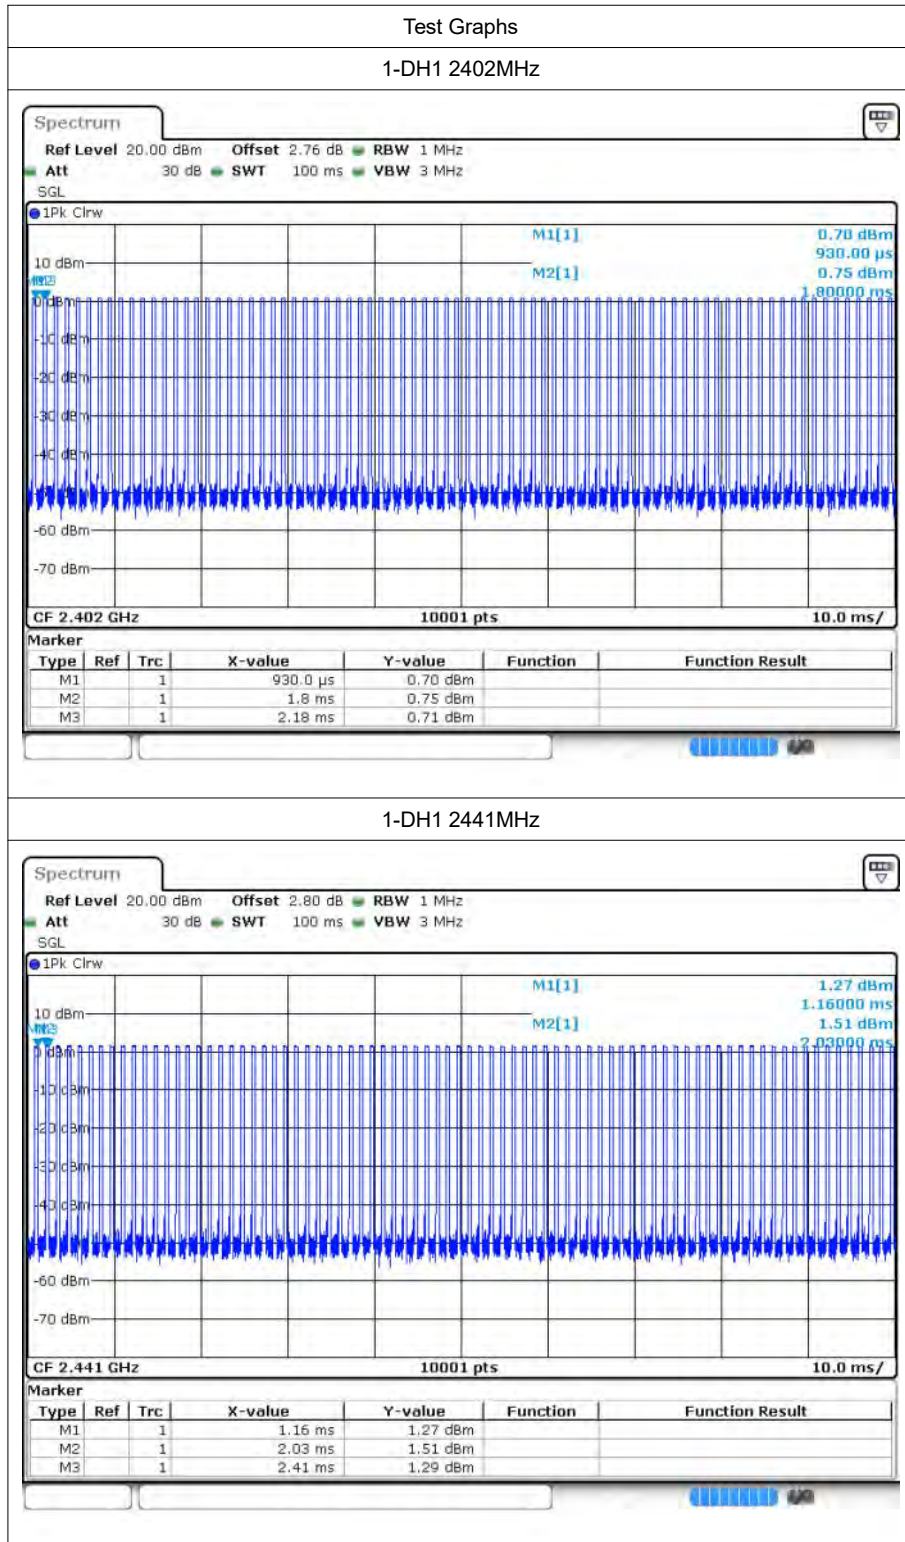 Test Graphs
1-DH1 2402MHz
Spectrum
Ref Level 20.00 dBm Offset 2.76 dB RBW 1 MHz
Att 30 dB SWT 100 ms VBW 3 MHz
SGL
1Pk Clrw
M1[1] 0.70 dBm
930.00 µs
10 dBm
M2[1] 0.75 dBm
1.80000 ms
0 dBm
-10 dBm
-20 dBm
-30 dBm
-40 dBm
-60 dBm
-70 dBm
CF 2.402 GHz 10001 pts 10.0 ms/
Marker
Type Ref Trc X-value Y-value Function Function Result
M1 1 930.0 µs 0.70 dBm
M2 1 1.8 ms 0.75 dBm
M3 1 2.18 ms 0.71 dBm
1-DH1 2441MHz
Spectrum
Ref Level 20.00 dBm Offset 2.80 dB RBW 1 MHz
Att 30 dB SWT 100 ms VBW 3 MHz
SGL
1Pk Clrw
M1[1] 1.27 dBm
1.16000 ms
10 dBm
M2[1] 1.51 dBm
2.03000 ms
0 dBm
-10 dBm
-20 dBm
-30 dBm
-40 dBm
-60 dBm
-70 dBm
CF 2.441 GHz 10001 pts 10.0 ms/
Marker
Type Ref Trc X-value Y-value Function Function Result
M1 1 1.16 ms 1.27 dBm
M2 1 2.03 ms 1.51 dBm
M3 1 2.41 ms 1.29 dBm